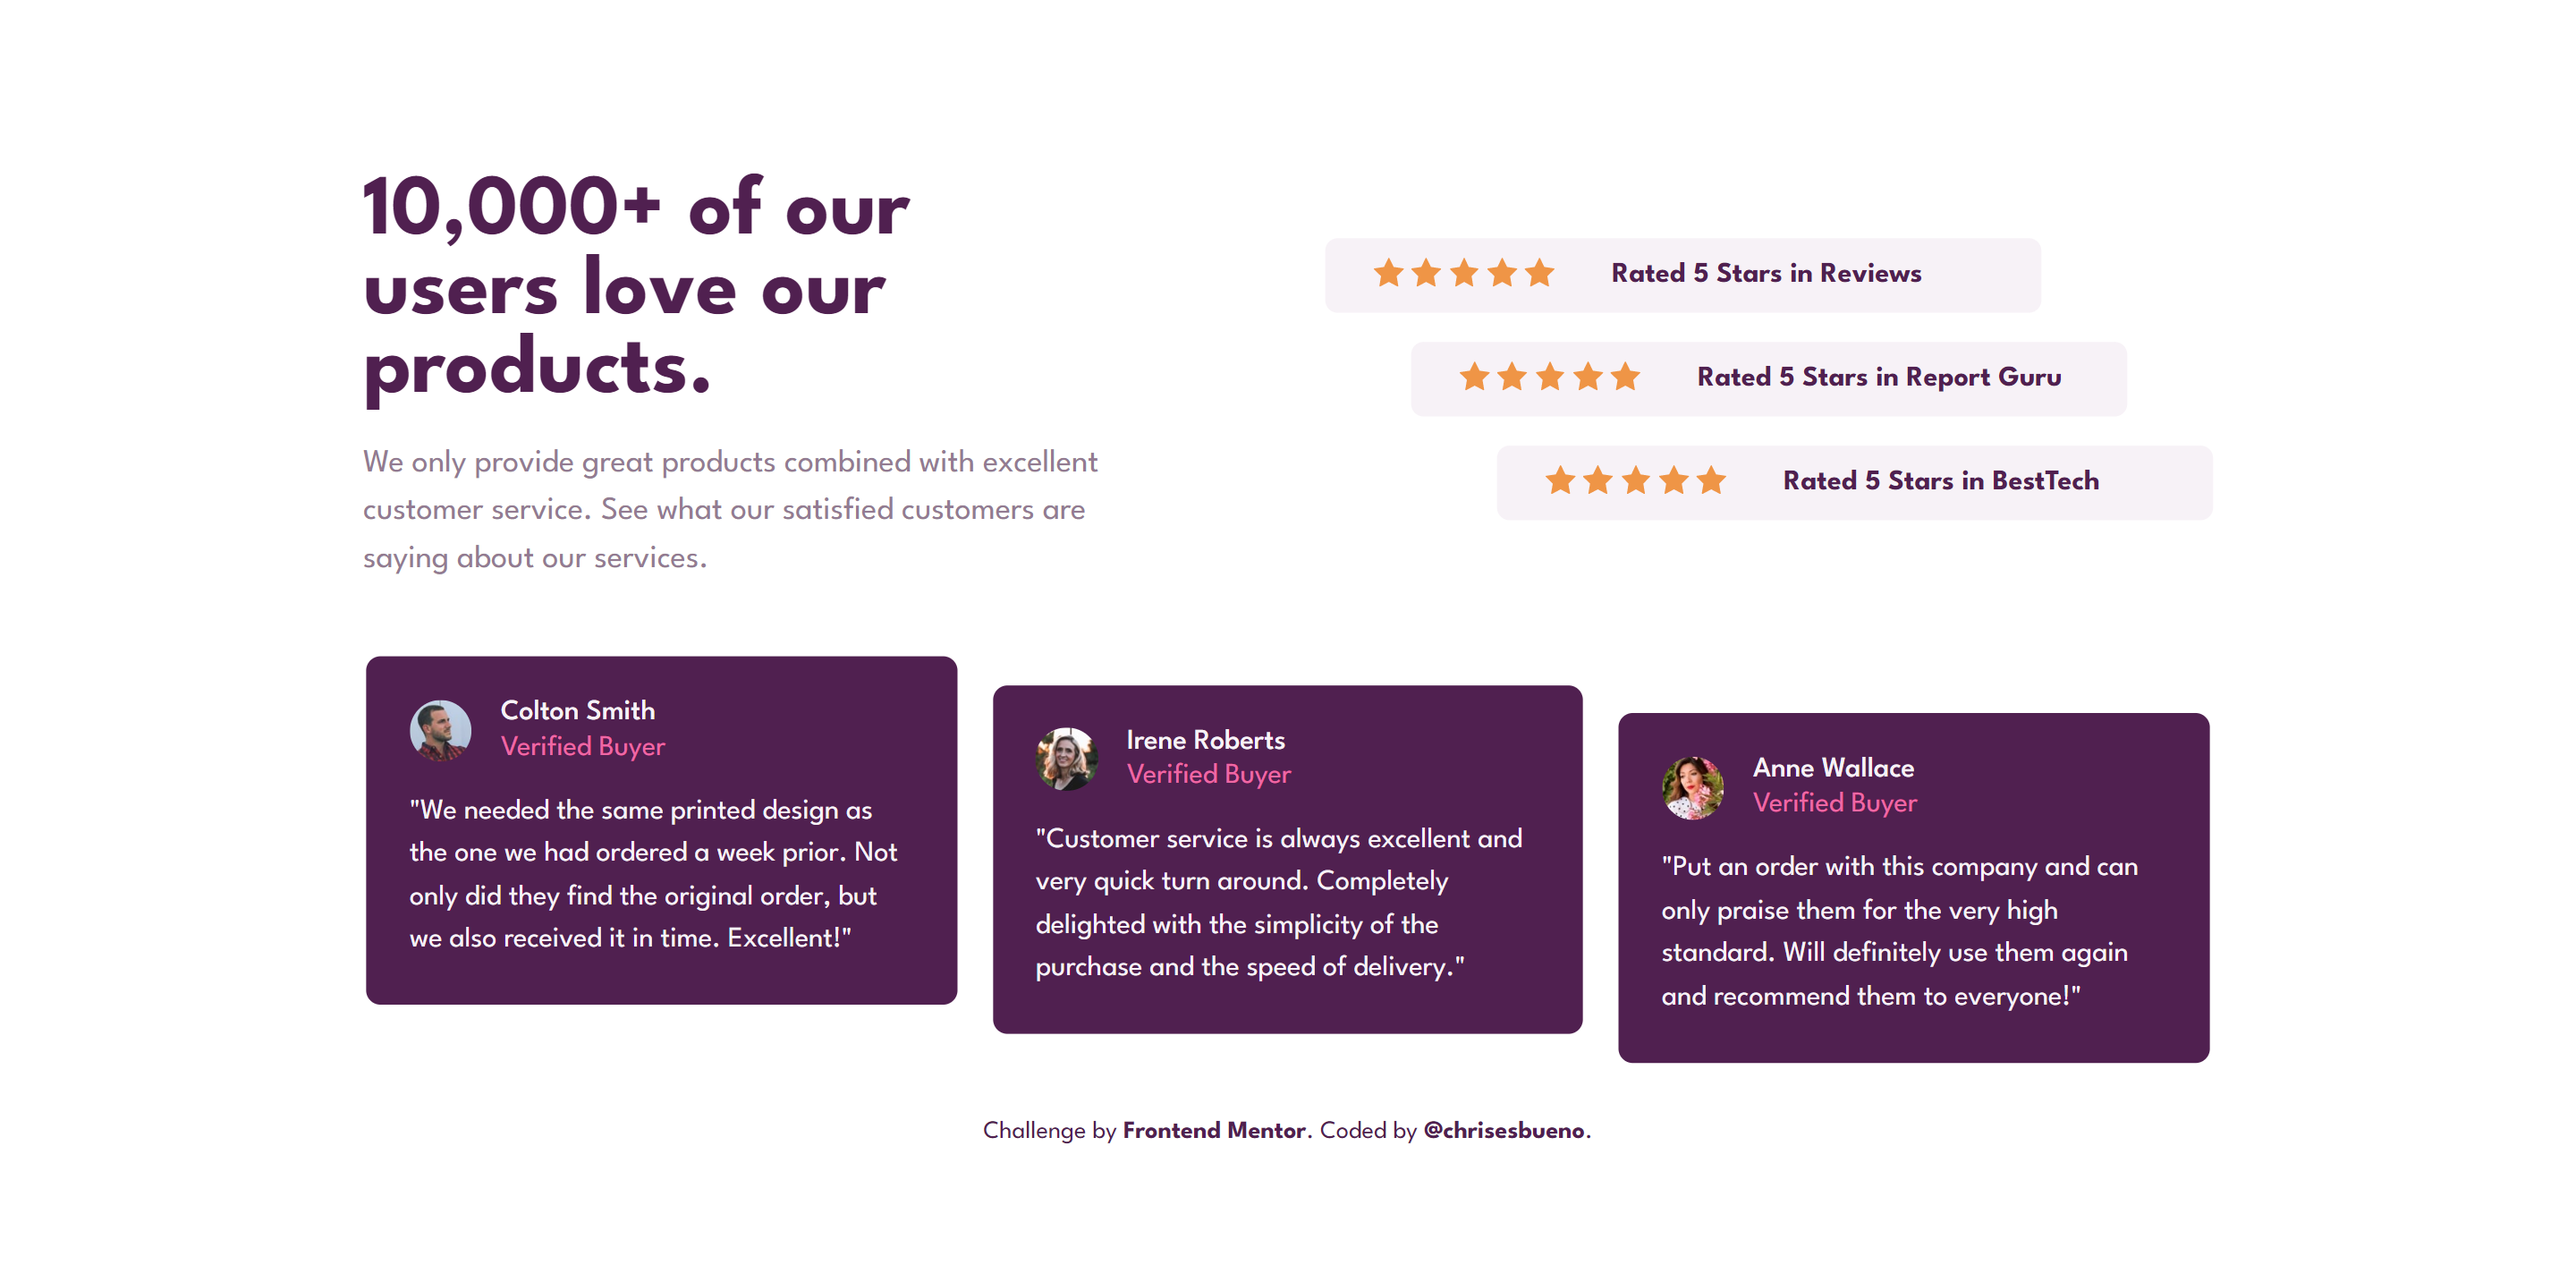 10,000+ of our
users love our
products.
We only provide great products combined with excellent
customer service. See what our satisfied customers are
saying about our services.
Rated 5 Stars in Reviews
Rated 5 Stars in Report Guru
Rated 5 Stars in BestTech
Colton Smith
Verified Buyer
"We needed the same printed design as
the one we had ordered a week prior. Not
only did they find the original order, but
we also received it in time. Excellent!"
Irene Roberts
Verified Buyer
"Customer service is always excellent and
very quick turn around. Completely
delighted with the simplicity of the
purchase and the speed of delivery."
Anne Wallace
Verified Buyer
"Put an order with this company and can
only praise them for the very high
standard. Will definitely use them again
and recommend them to everyone!"
Challenge by Frontend Mentor. Coded by @chrisesbueno.